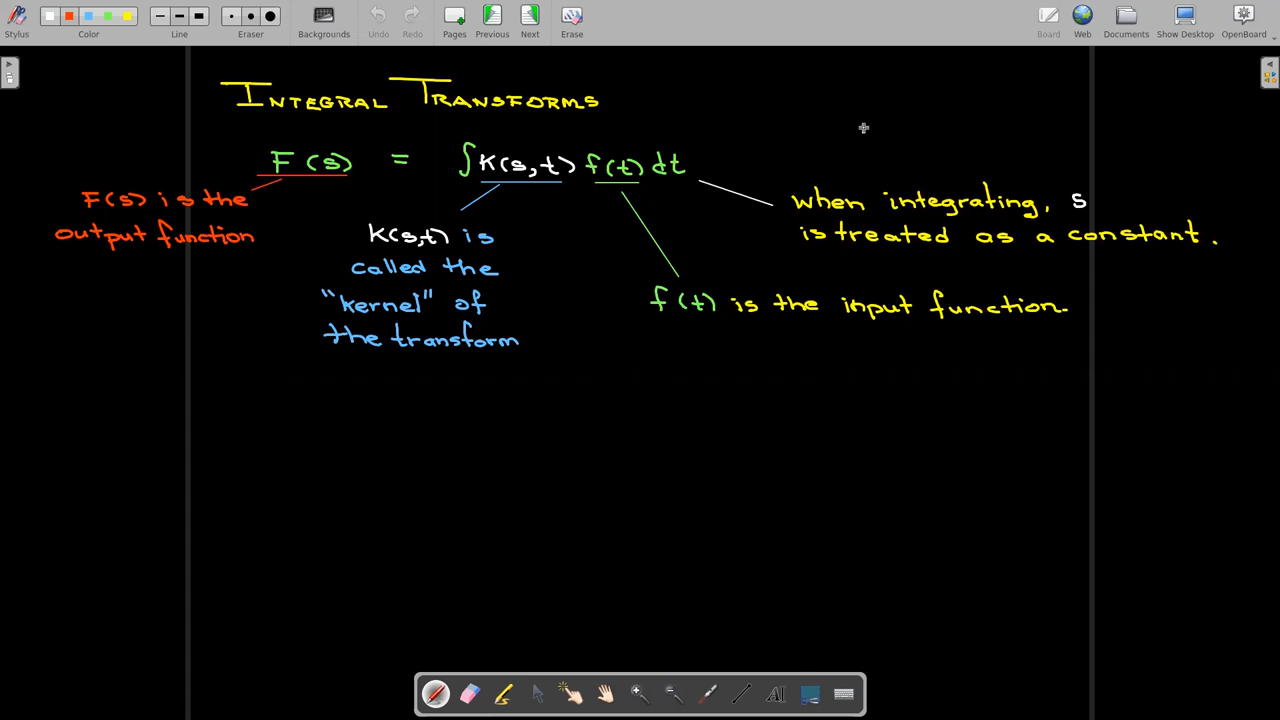 Stylus
Color
Line
Eraser
Backgrounds
Undo
Redo
Pages
Previous
Next
Erase
Board
Web
Documents
Show Desktop
OpenBoard
INTEGRAL TRANSFORMS
F(s) = ∫K(s,t) f(t) dt
F(s) is the
output function
K(s,t) is
called the
"kernel" of
the transform
when integrating, s
is treated as a constant.
f(t) is the input function.
AI